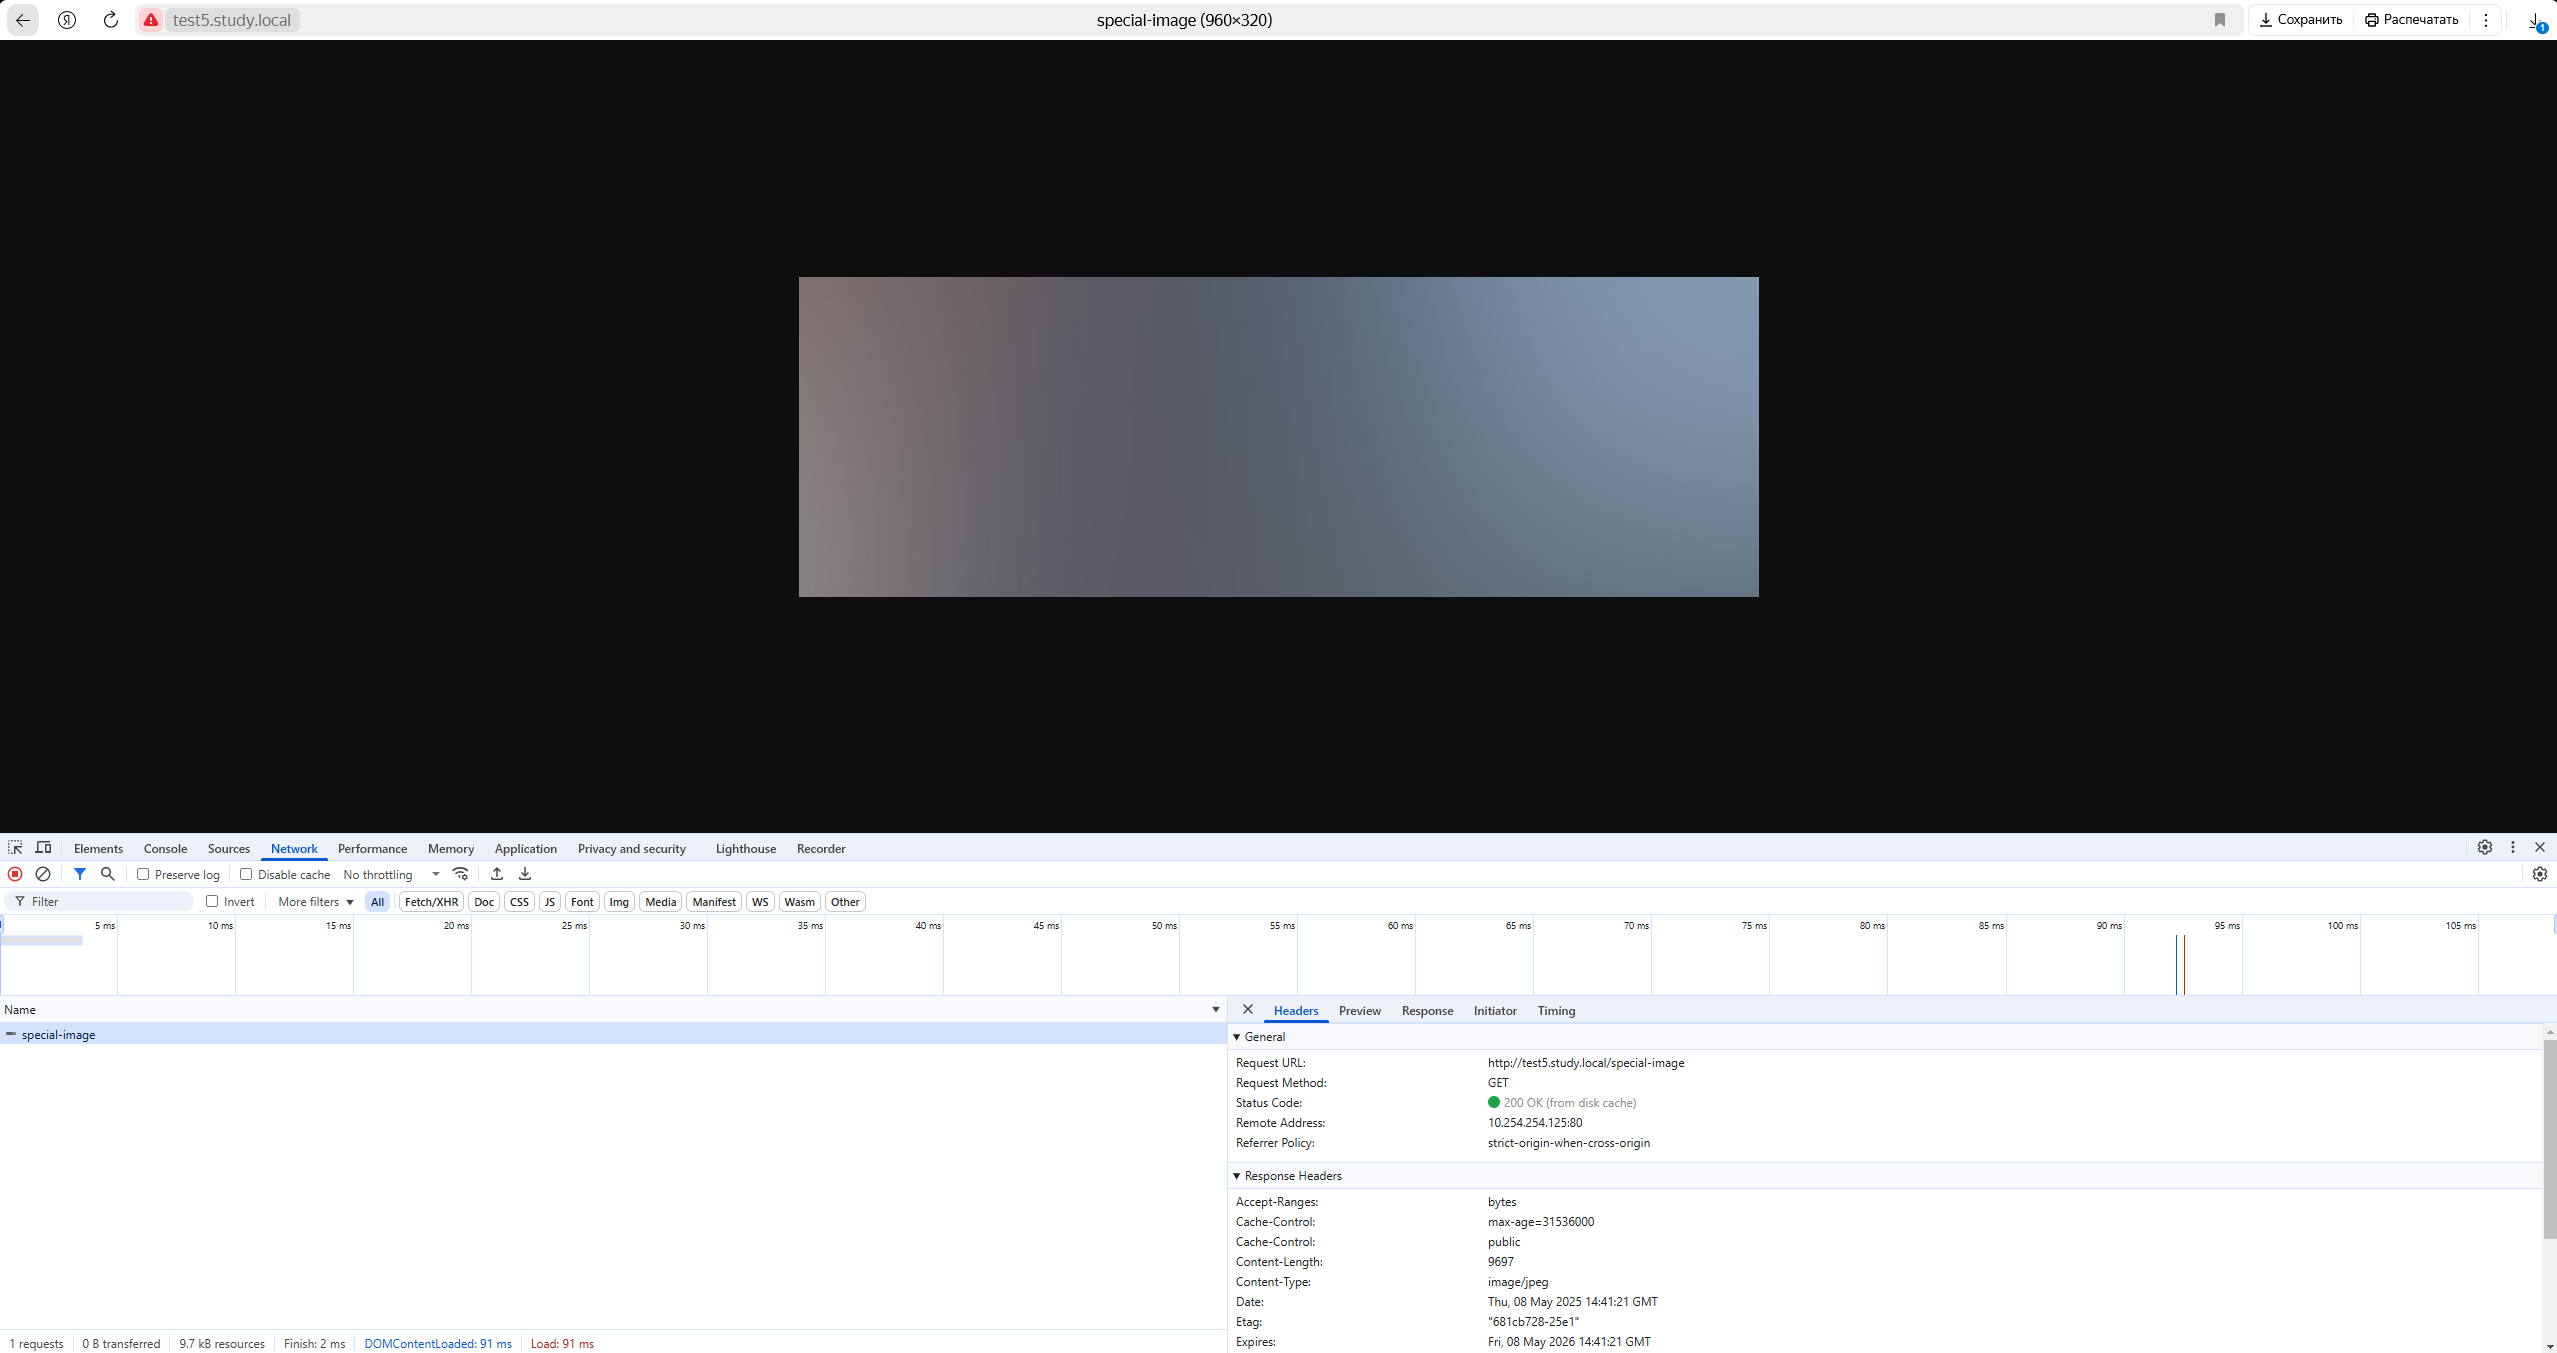 test5.study.local
special-image (960×320)
Сохранить
Распечатать
1
Elements Console Sources Network Performance Memory Application Privacy and security Lighthouse Recorder
Preserve log Disable cache No throttling
Filter Invert More filters All Fetch/XHR Doc CSS JS Font Img Media Manifest WS Wasm Other
5 ms 10 ms 15 ms 20 ms 25 ms 30 ms 35 ms 40 ms 45 ms 50 ms 55 ms 60 ms 65 ms 70 ms 75 ms 80 ms 85 ms 90 ms 95 ms 100 ms 105 ms
Name
special-image
Headers Preview Response Initiator Timing
General
Request URL: http://test5.study.local/special-image
Request Method: GET
Status Code: 200 OK (from disk cache)
Remote Address: 10.254.254.125:80
Referrer Policy: strict-origin-when-cross-origin
Response Headers
Accept-Ranges: bytes
Cache-Control: max-age=31536000
Cache-Control: public
Content-Length: 9697
Content-Type: image/jpeg
Date: Thu, 08 May 2025 14:41:21 GMT
Etag: "681cb728-25e1"
Expires: Fri, 08 May 2026 14:41:21 GMT
1 requests 0 B transferred 9.7 kB resources Finish: 2 ms DOMContentLoaded: 91 ms Load: 91 ms